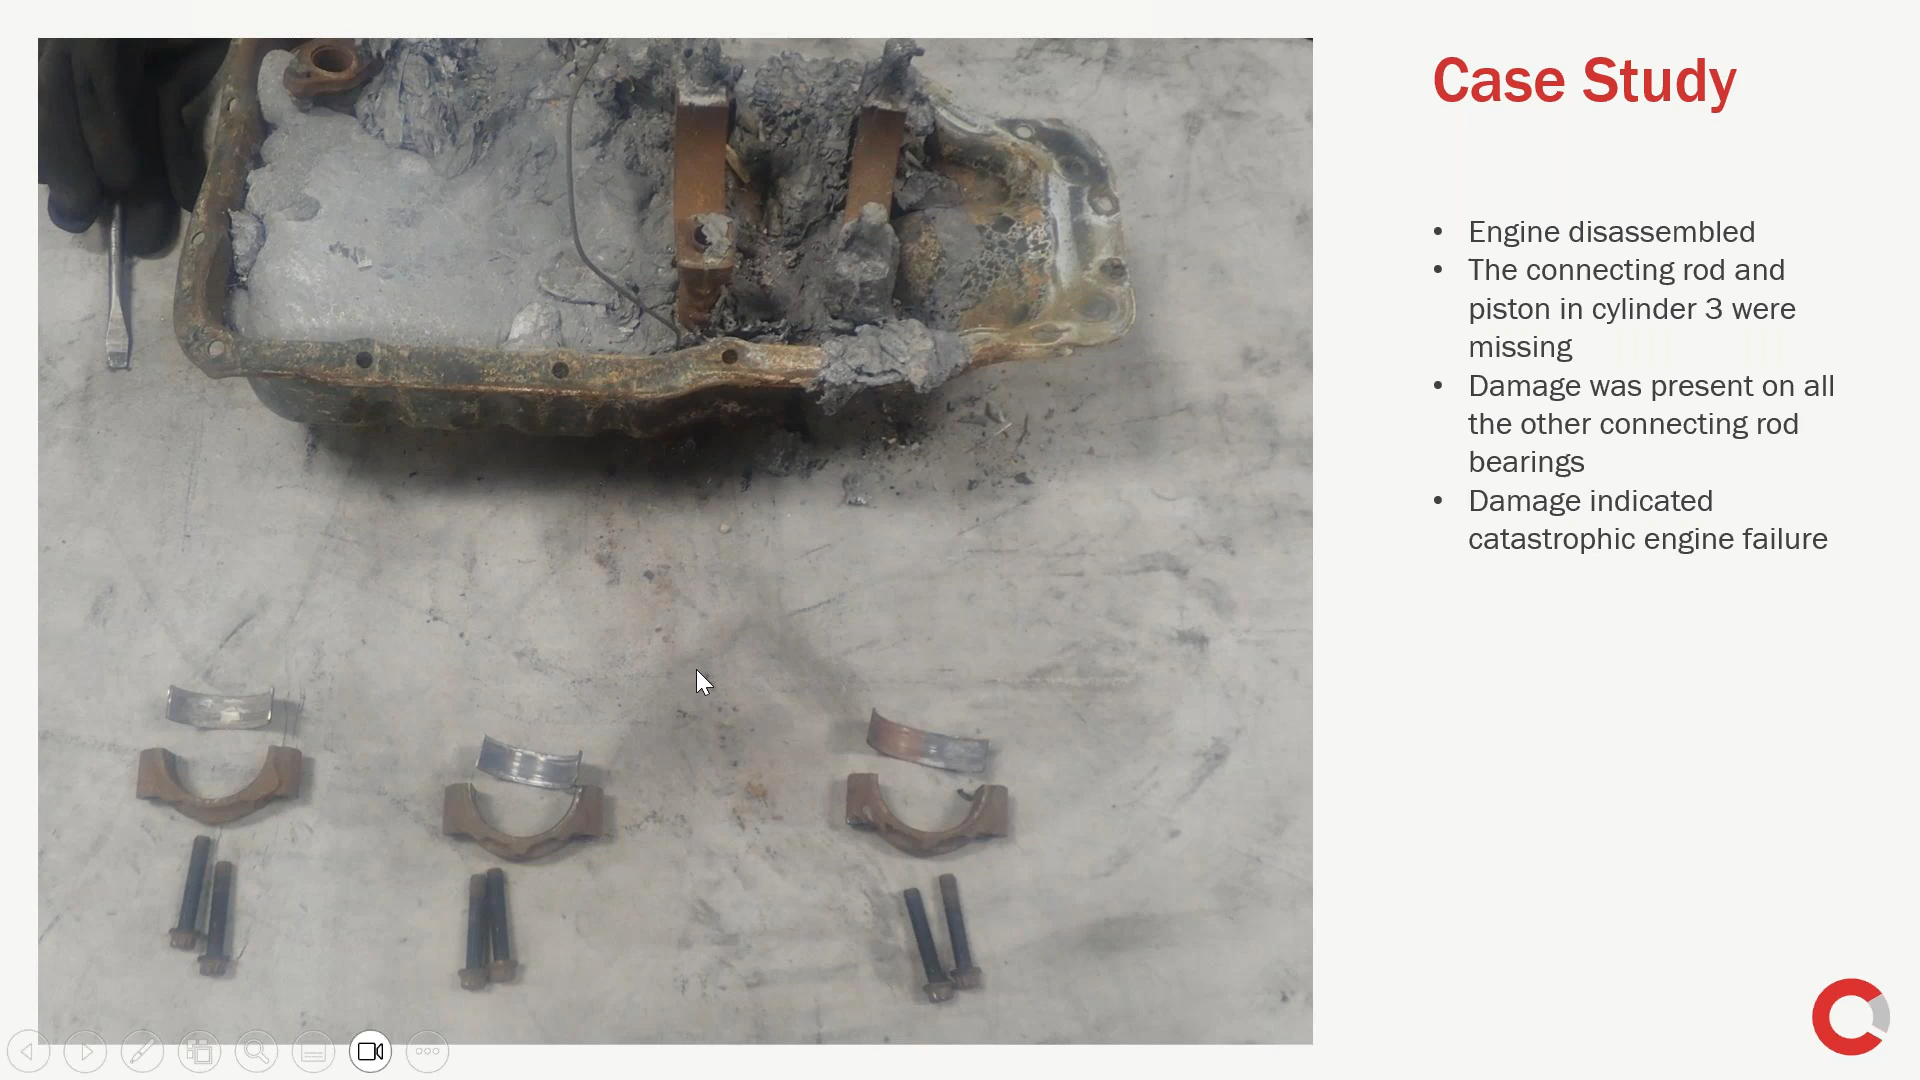 Case Study
• Engine disassembled
• The connecting rod and
piston in cylinder 3 were
missing
• Damage was present on all
the other connecting rod
bearings
• Damage indicated
catastrophic engine failure